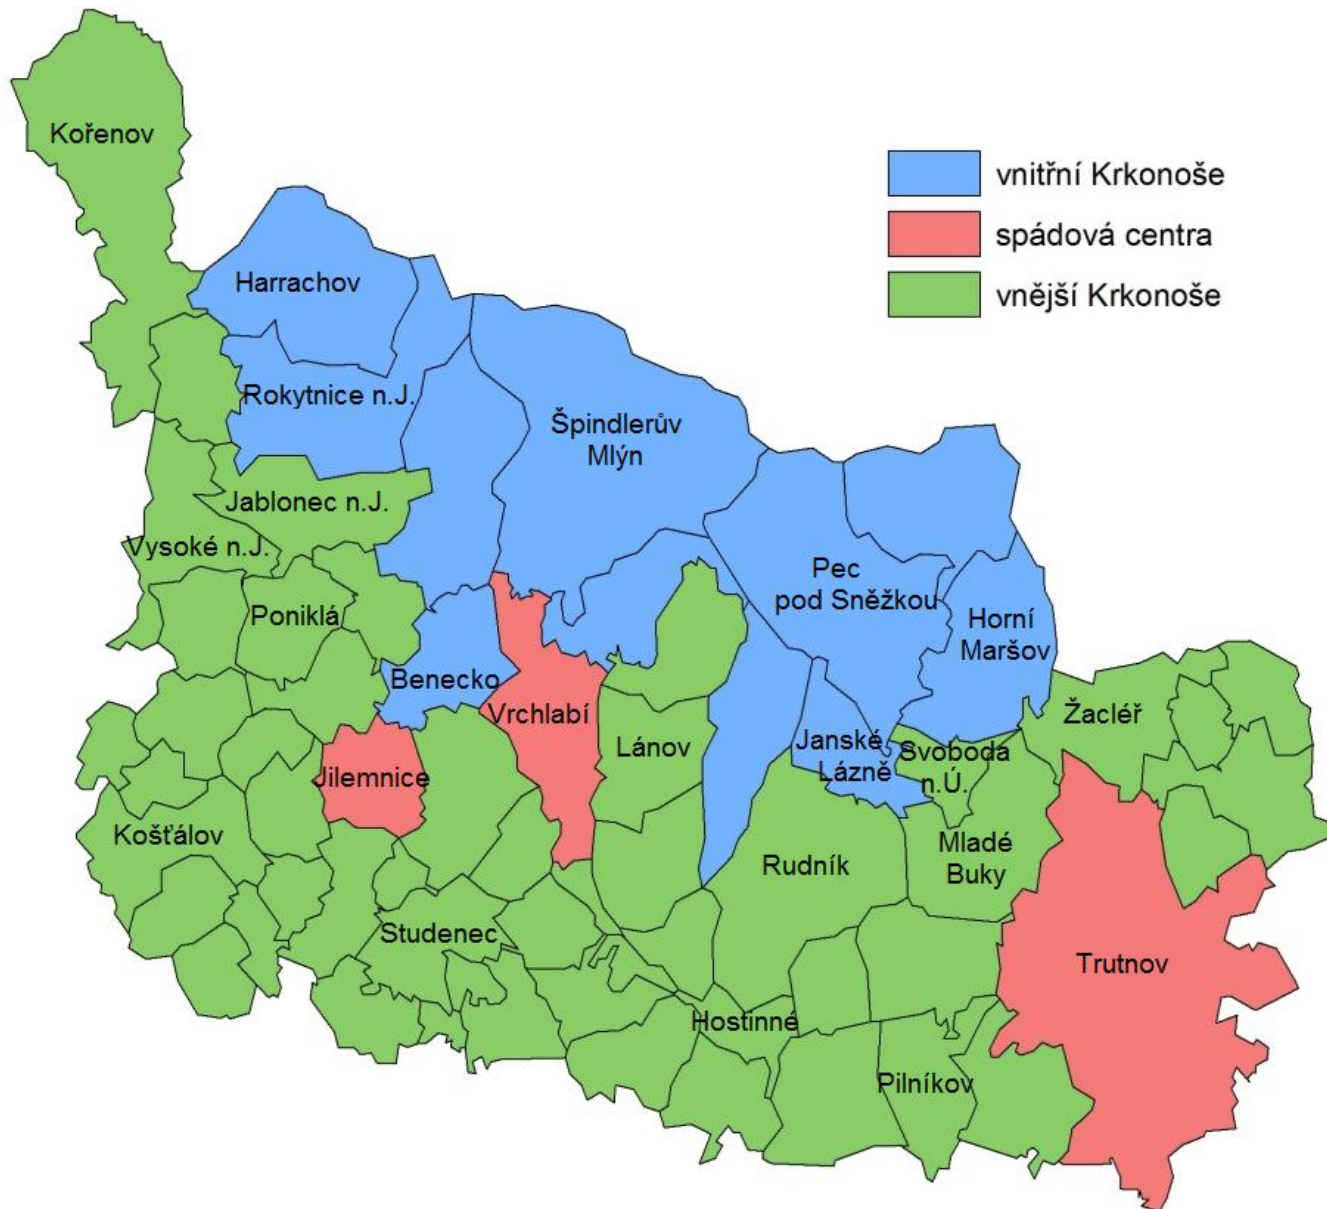 Kořenov
vnitřní Krkonoše
spádová centra
vnější Krkonoše
Harrachov
Rokytnice n.J.
Špindlerův
Mlýn
Jablonec n.J.
Vysoké n.J.
Pec
pod Sněžkou
Poniklá
Horní
Maršov
Benecko
Vrchlabí
Žacléř
Lánov
Janské
Lázně
Svoboda
n.Ú.
Jilemnice
Košťálov
Rudník
Mladé
Buky
Studenec
Trutnov
Hostinné
Pilníkov